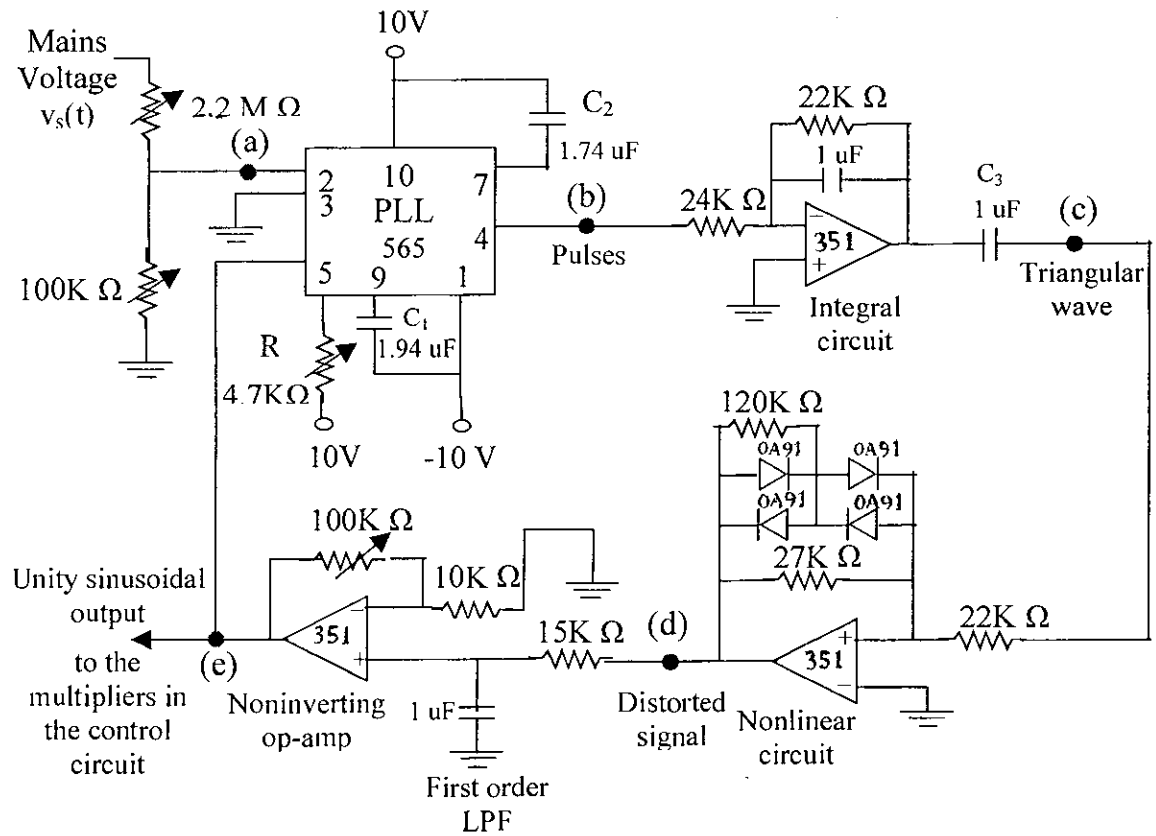 10V
Mains
Voltage
vs(t)
2.2 M Ω
(a)
C2
1.74 uF
22K Ω
1 uF
2
3
10
7
PLL
565
4
5
9
1
(b)
Pulses
24K Ω
−
351
+
C3
1 uF
(c)
Triangular
wave
Integral
circuit
100K Ω
R
4.7KΩ
C1
1.94 uF
10V
-10 V
120K Ω
0A91
0A91
0A91
0A91
27K Ω
22K Ω
100K Ω
10K Ω
Unity sinusoidal
output
(e)
to the
multipliers in
the control
circuit
−
351
+
Noninverting
op-amp
15K Ω
(d)
1 uF
Distorted
signal
+
351
−
Nonlinear
circuit
First order
LPF